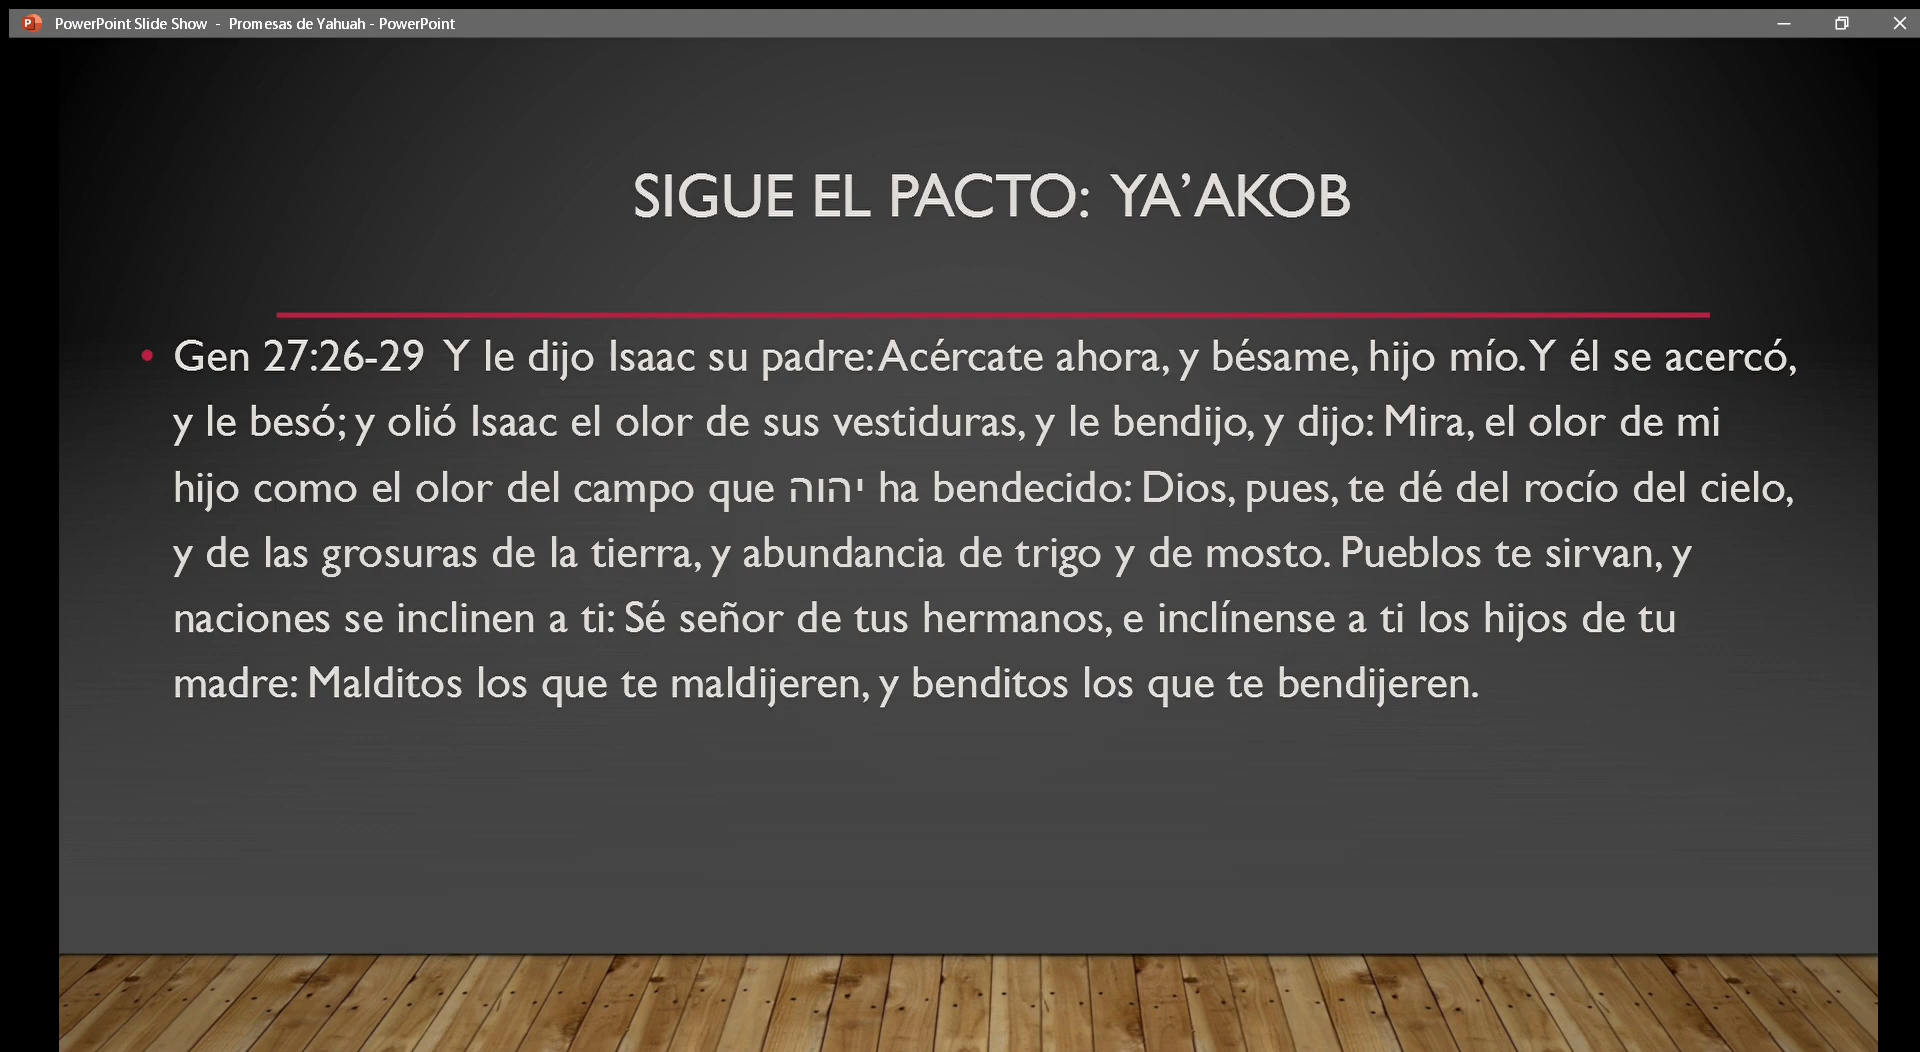 PowerPoint Slide Show - Promesas de Yahuah - PowerPoint
SIGUE EL PACTO: YA’AKOB
• Gen 27:26-29 Y le dijo Isaac su padre: Acércate ahora, y bésame, hijo mío. Y él se acercó,
y le besó; y olió Isaac el olor de sus vestiduras, y le bendijo, y dijo: Mira, el olor de mi
hijo como el olor del campo que יהוה ha bendecido: Dios, pues, te dé del rocío del cielo,
y de las grosuras de la tierra, y abundancia de trigo y de mosto. Pueblos te sirvan, y
naciones se inclinen a ti: Sé señor de tus hermanos, e inclínense a ti los hijos de tu
madre: Malditos los que te maldijeren, y benditos los que te bendijeren.